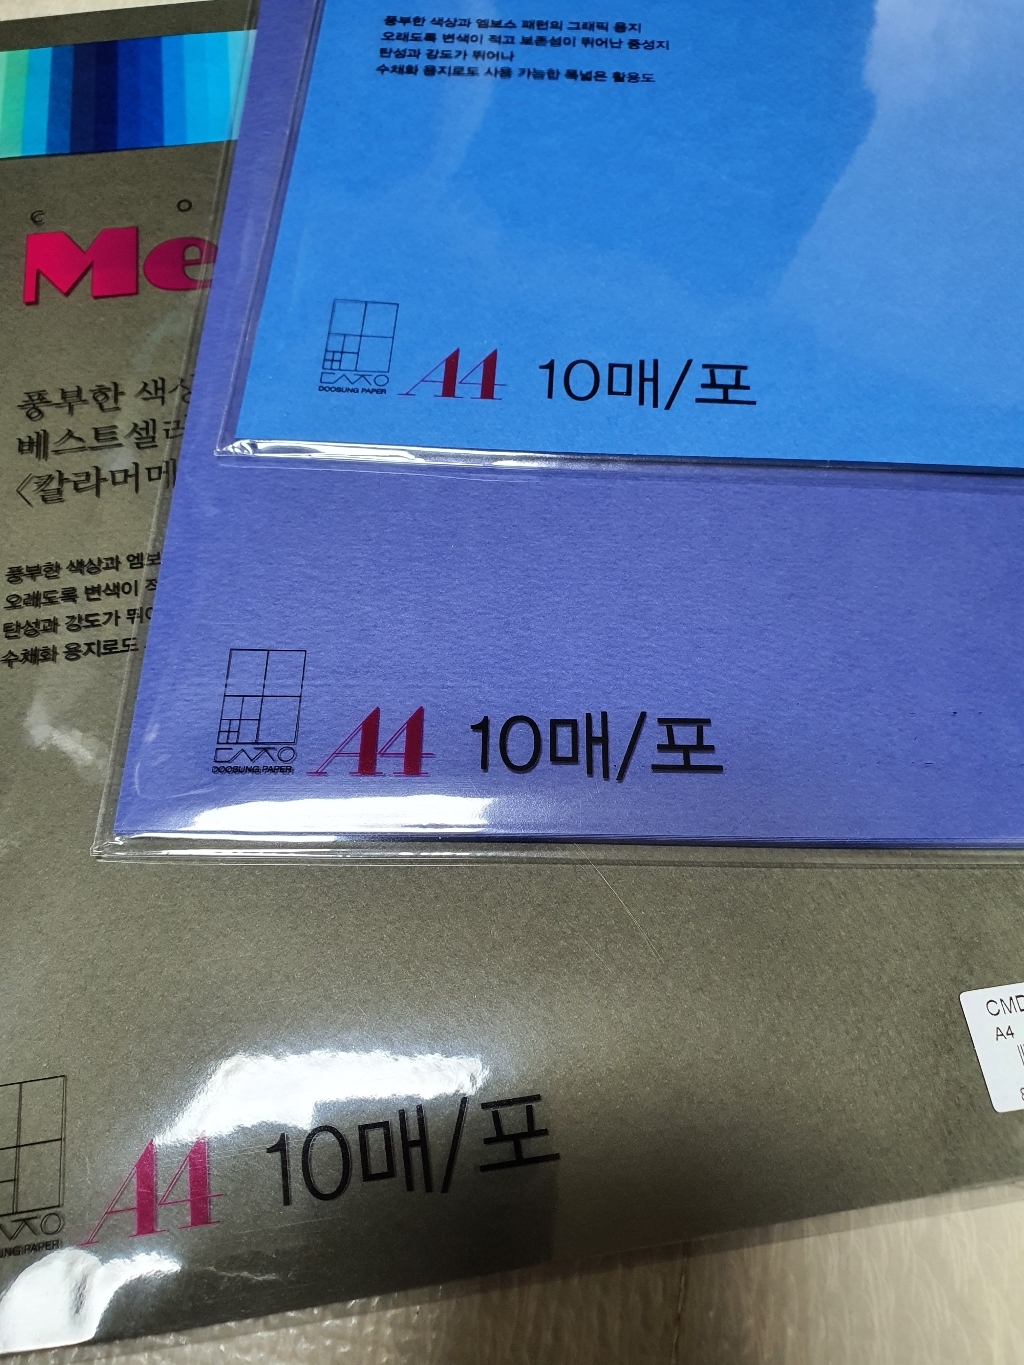 풍부한 색상과 엠보스 패턴의 그래픽 용지
오래도록 변색이 적고 보존성이 뛰어난 중성지
탄성과 강도가 뛰어나
수채화 용지로도 사용 가능한 폭넓은 활용도
DOOSUNG PAPER
A4 10매/포
C O
Me
풍부한 색상
베스트셀러
〈칼라머메
풍부한 색상과 엠보
오래도록 변색이 적
탄성과 강도가 뛰어
수채화 용지로도
DOOSUNG PAPER
A4 10매/포
CMD
A4
8
UNG PAPER
A4 10매/포